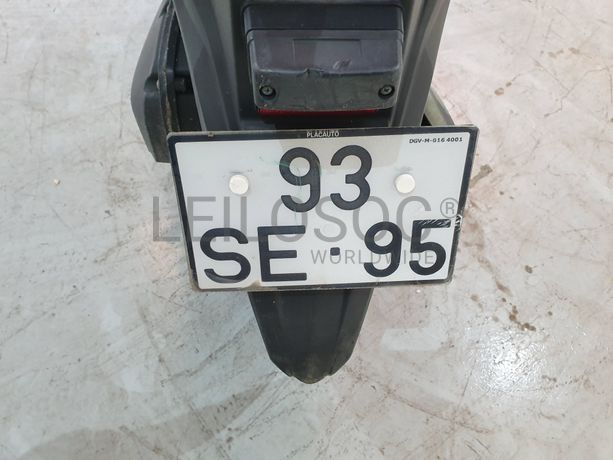 PLACAUTO
DGV-M-016 4001
93
LEILOSOC®
SE·95
WORLDWIDE